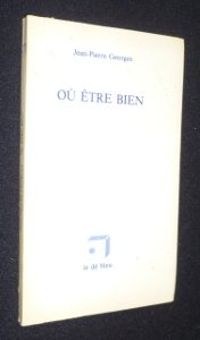 Jean-Pierre Georges
OÙ ÊTRE BIEN
le dé bleu